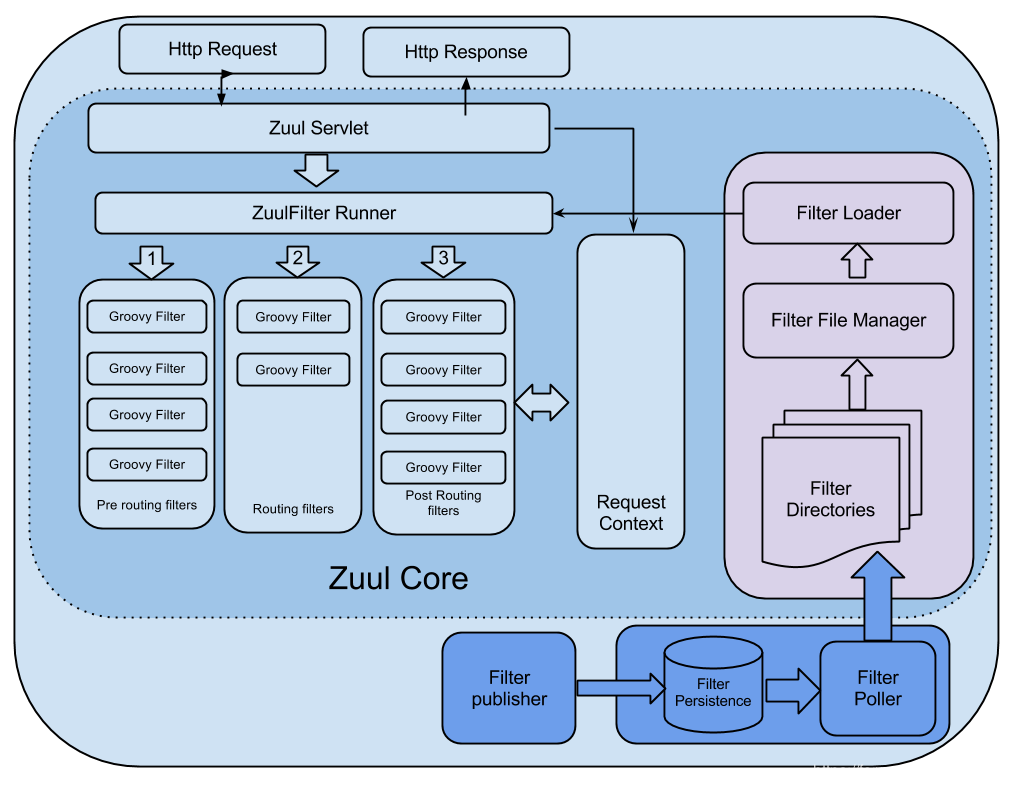 Http Request
Http Response
Zuul Servlet
ZuulFilter Runner
Filter Loader
1
2
3
Groovy Filter
Groovy Filter
Groovy Filter
Groovy Filter
Pre routing filters
Groovy Filter
Groovy Filter
Routing filters
Groovy Filter
Groovy Filter
Groovy Filter
Groovy Filter
Post Routing
filters
Request
Context
Filter File Manager
Filter
Directories
Zuul Core
Filter
publisher
Filter
Persistence
Filter
Poller